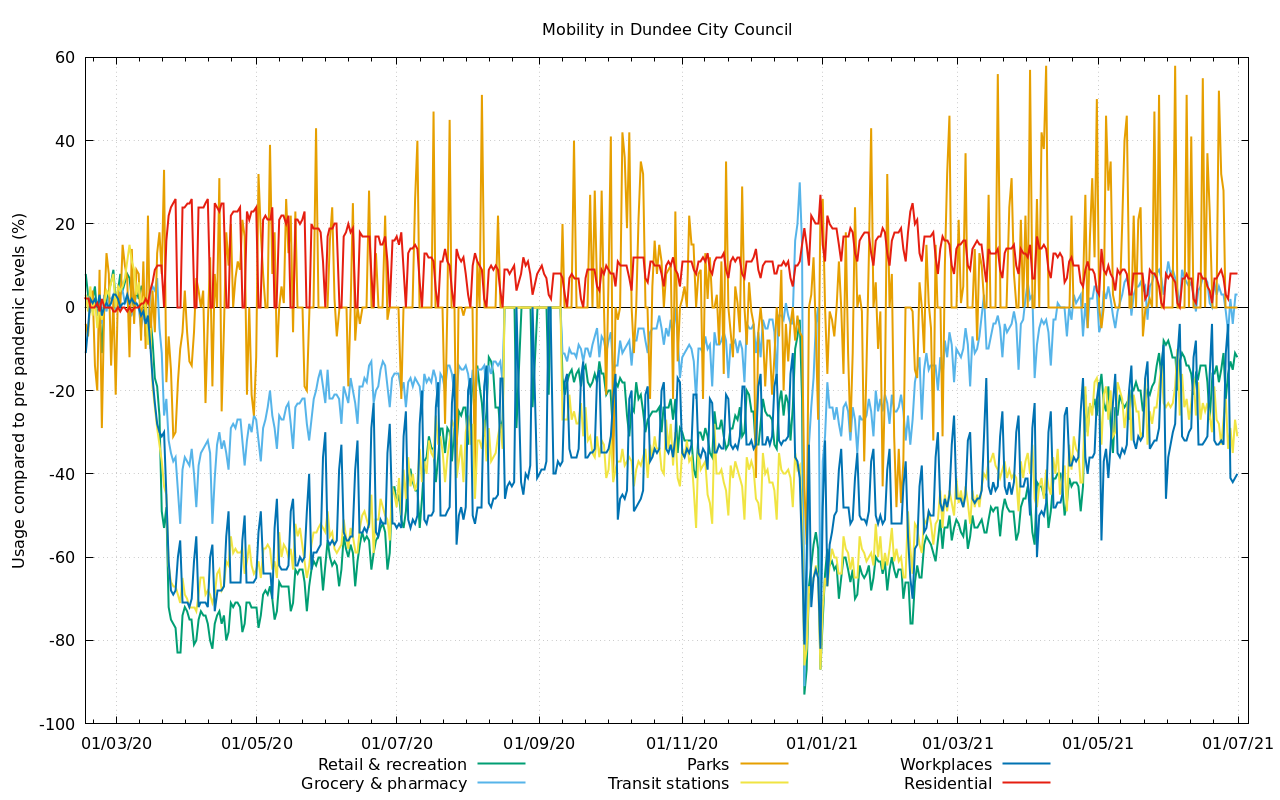 Mobility in Dundee City Council
Usage compared to pre pandemic levels (%)
60
40
20
0
-20
-40
-60
-80
-100
01/03/20 01/05/20 01/07/20 01/09/20 01/11/20 01/01/21 01/03/21 01/05/21 01/07/21
Retail & recreation Parks Workplaces
Grocery & pharmacy Transit stations Residential